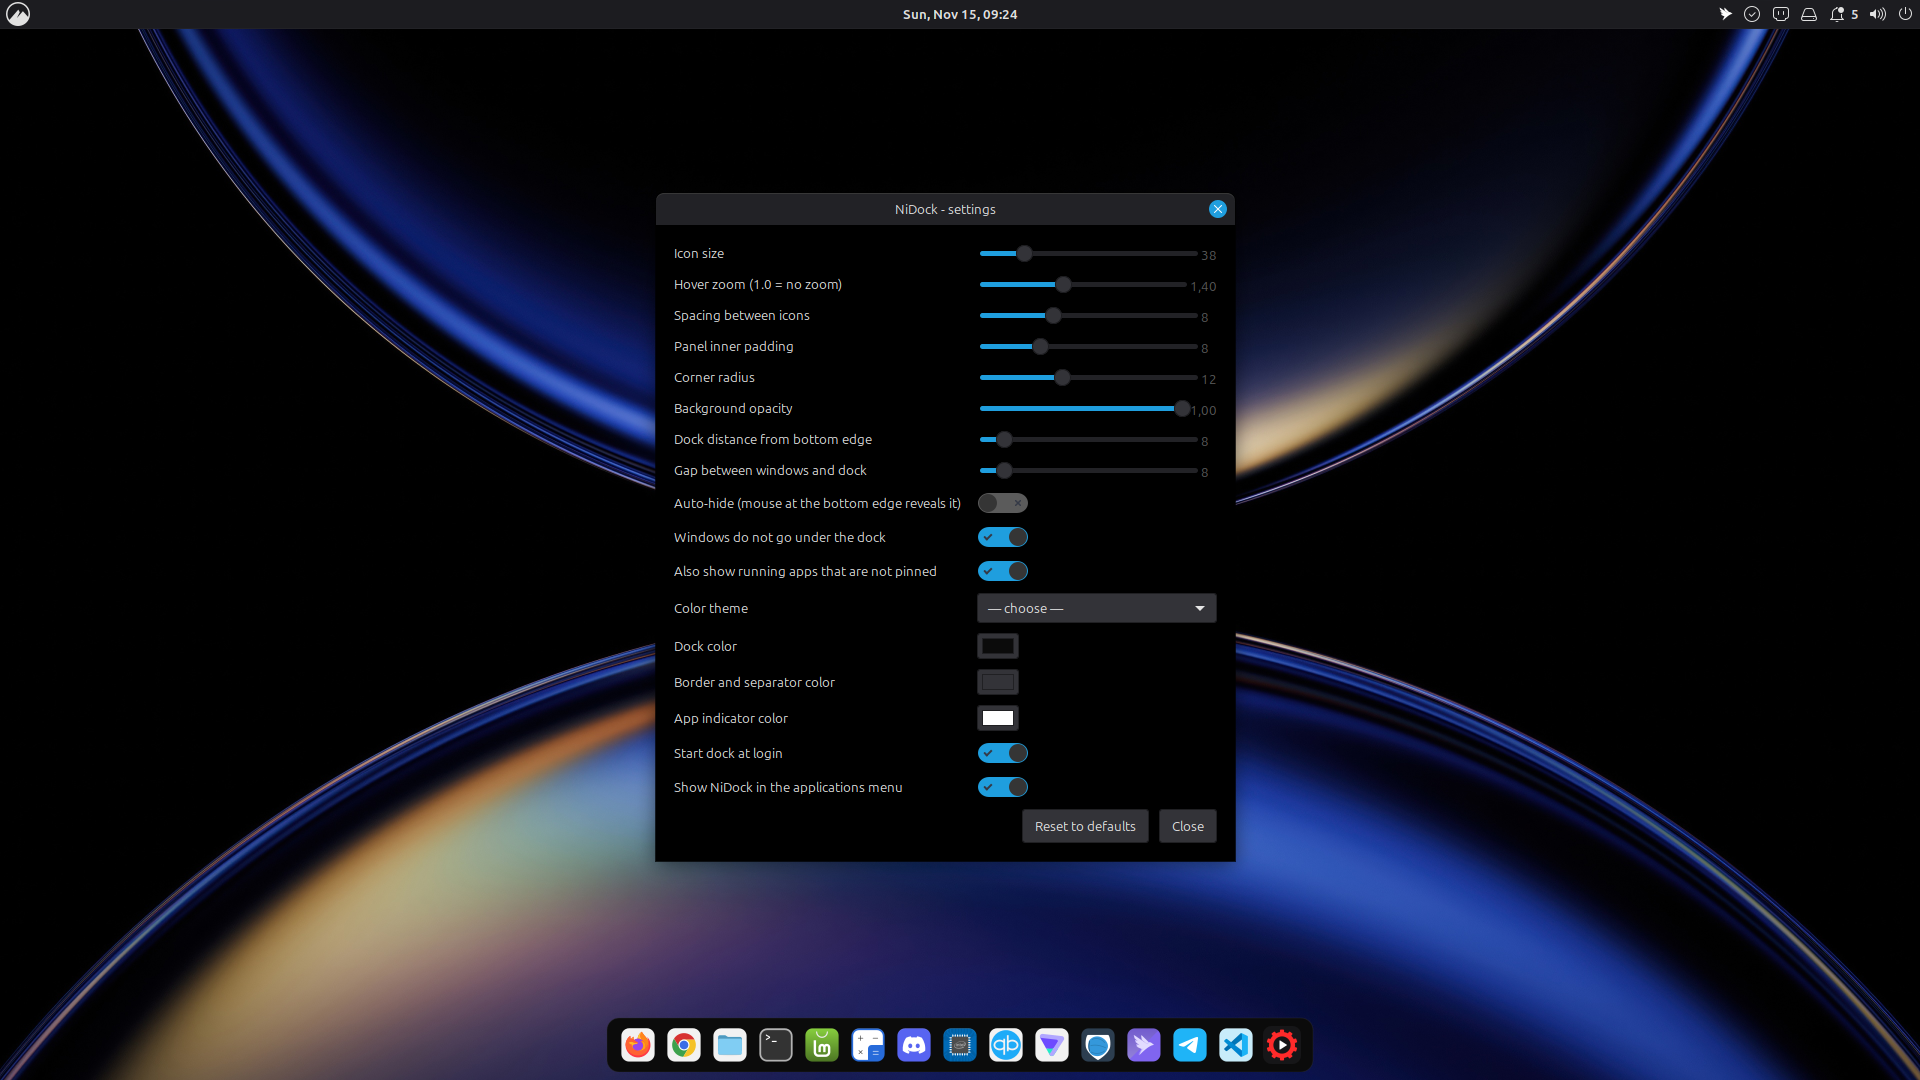 Sun, Nov 15, 09:24
5
NiDock - settings
Icon size 38
Hover zoom (1.0 = no zoom) 1,40
Spacing between icons 8
Panel inner padding 8
Corner radius 12
Background opacity 1,00
Dock distance from bottom edge 8
Gap between windows and dock 8
Auto-hide (mouse at the bottom edge reveals it)
Windows do not go under the dock
Also show running apps that are not pinned
Color theme — choose —
Dock color
Border and separator color
App indicator color
Start dock at login
Show NiDock in the applications menu
Reset to defaults Close